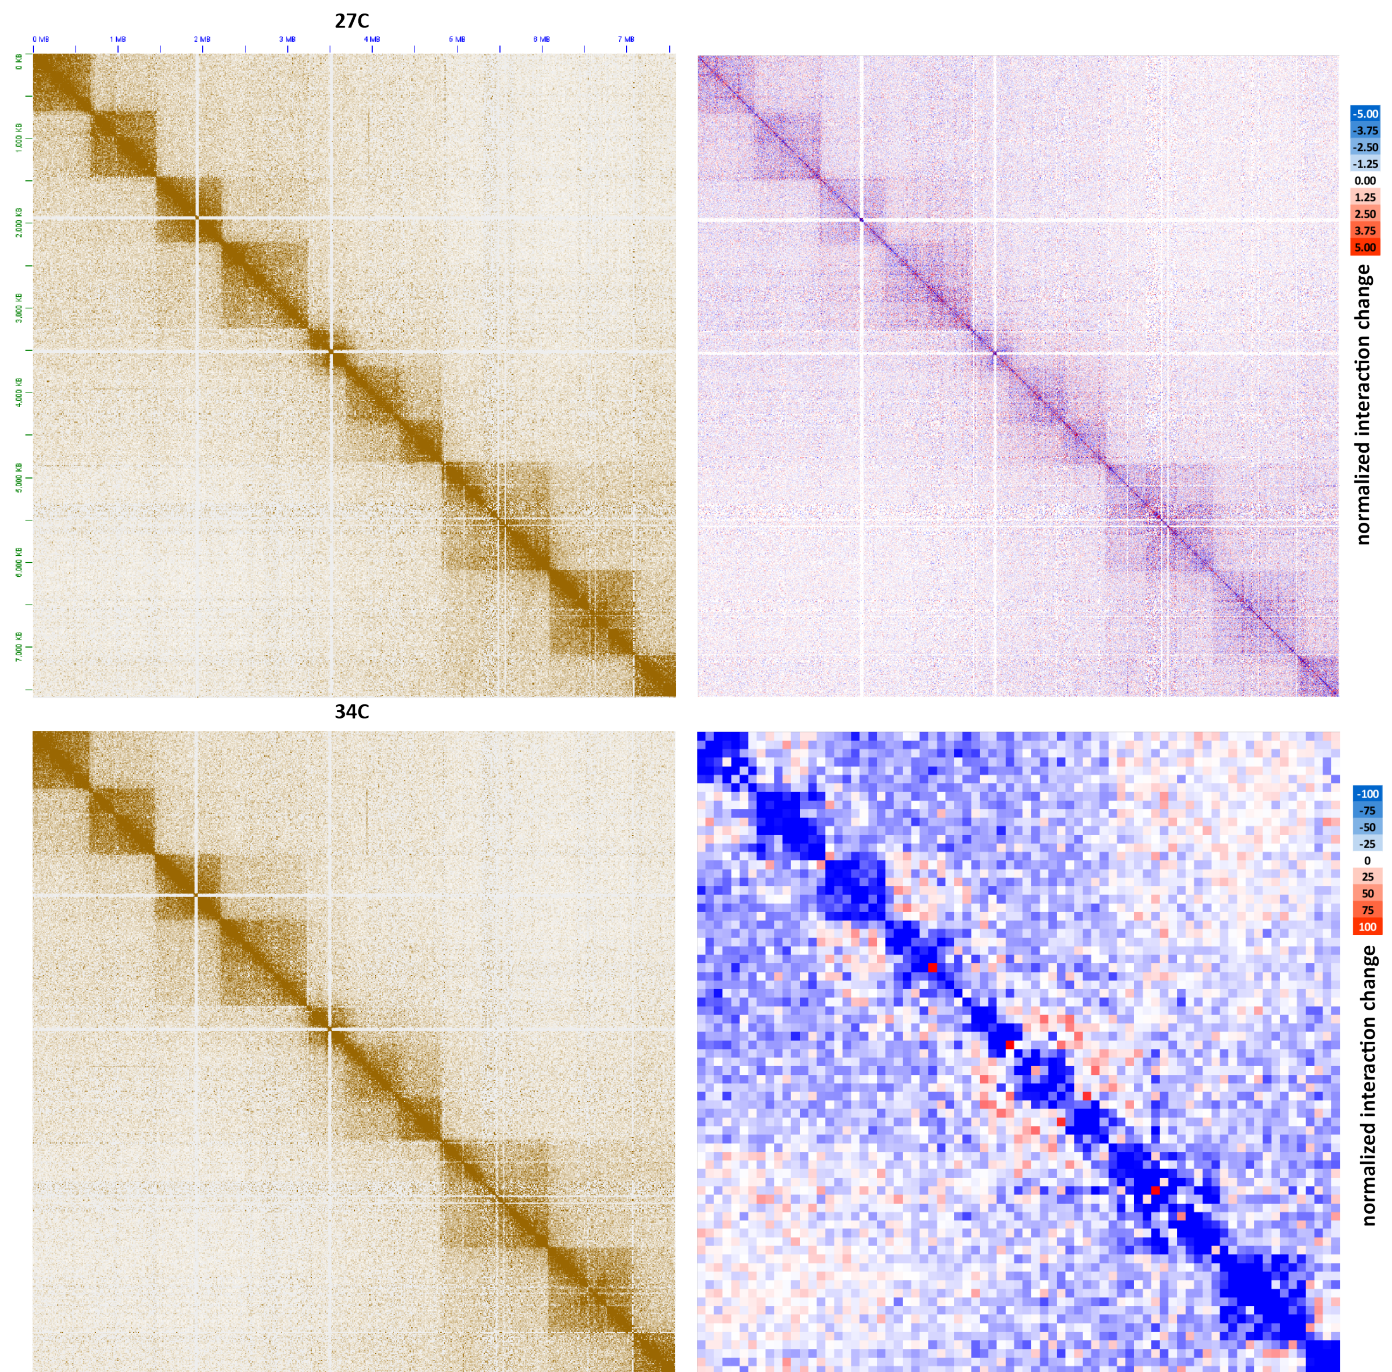 27C
0 MB 1 MB 2 MB 3 MB 4 MB 5 MB 6 MB 7 MB
0 KB
1,000 KB
2,000 KB
3,000 KB
4,000 KB
5,000 KB
6,000 KB
7,000 KB
-5.00
-3.75
-2.50
-1.25
0.00
1.25
2.50
3.75
5.00
normalized interaction change
34C
-100
-75
-50
-25
0
25
50
75
100
normalized interaction change